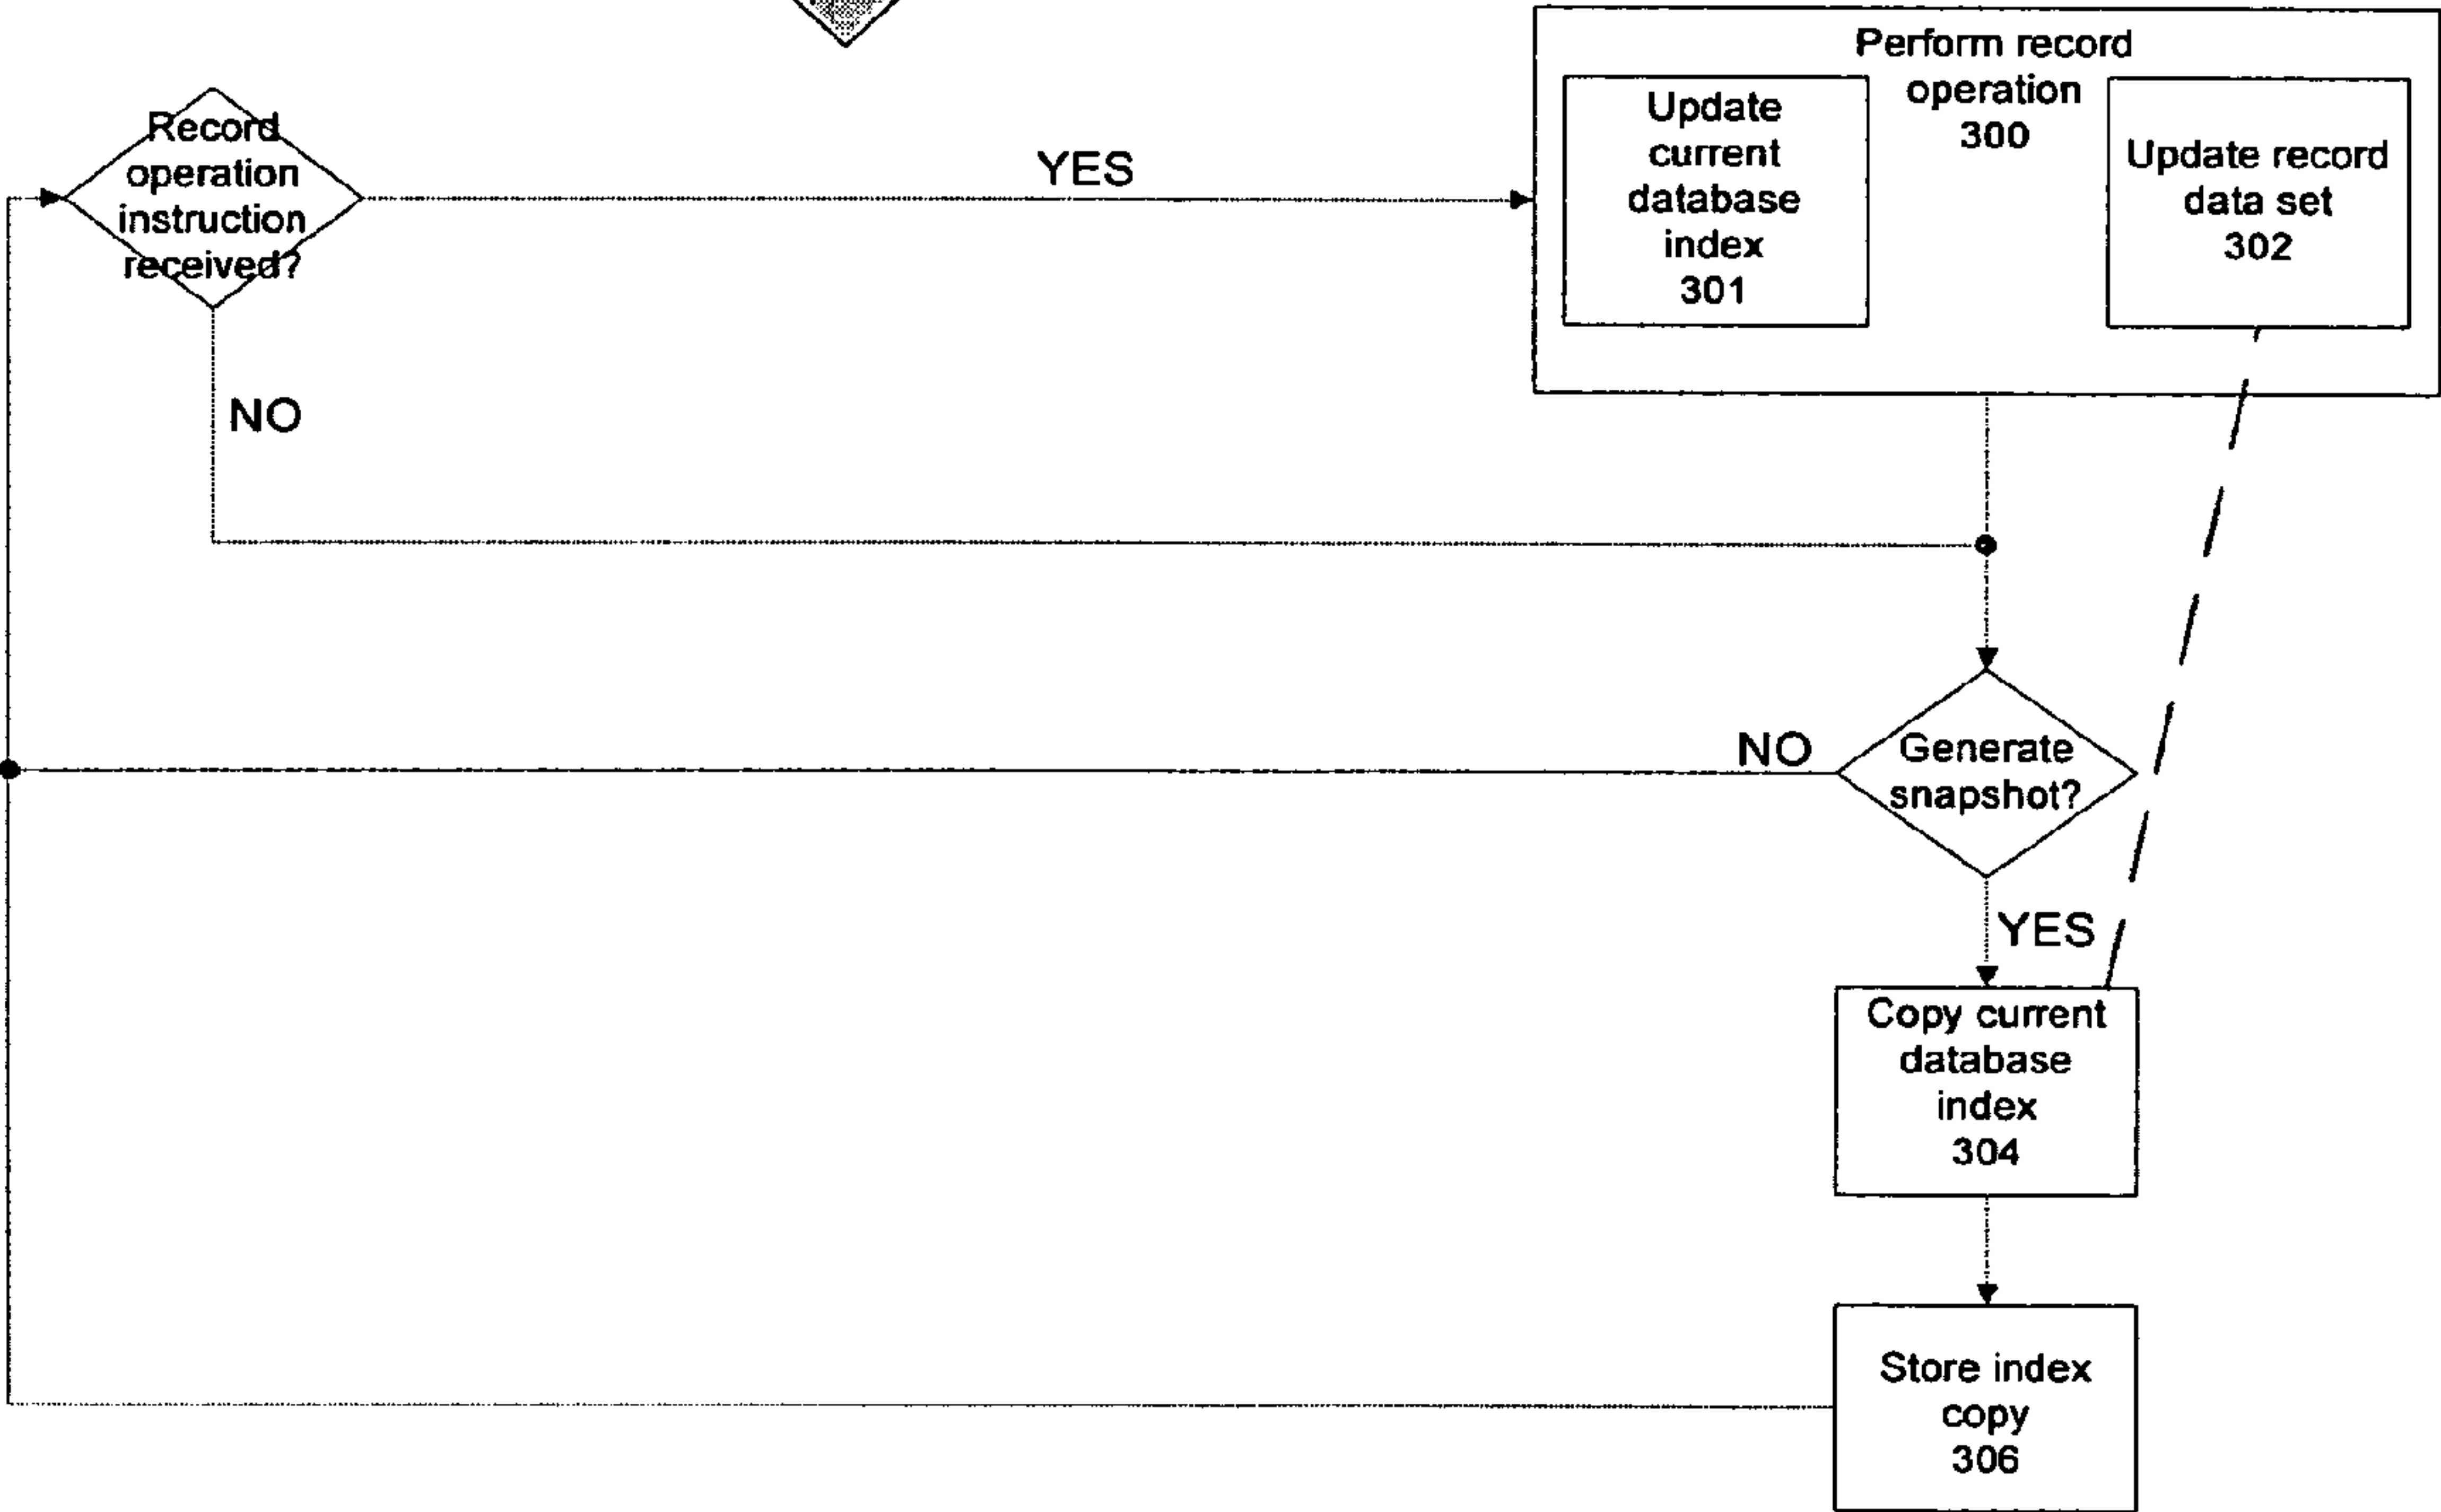 Record
operation
instruction
received?
YES
NO
Perform record
operation
300
Update
current
database
index
301
Update record
data set
302
Generate
snapshot?
NO
YES
Copy current
database
index
304
Store index
copy
306